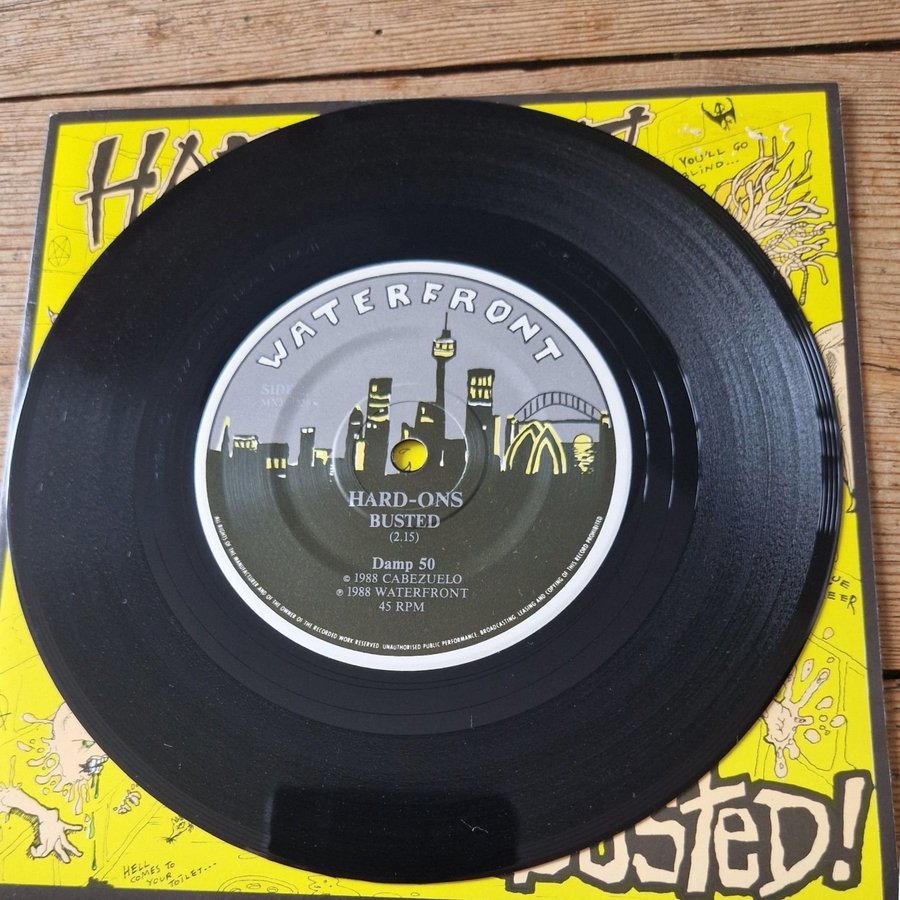 YOU'LL GO
BLIND...
WATERFRONT
SIDE
HARD-ONS
BUSTED
(2.15)
Damp 50
© 1988 CABEZUELO
℗ 1988 WATERFRONT
45 RPM
ALL RIGHTS OF THE MANUFACTURER AND OF THE OWNER OF THE RECORDED WORK RESERVED. UNAUTHORISED PUBLIC PERFORMANCE, BROADCASTING, LEASING AND COPYING OF THIS RECORD PROHIBITED
BUSTED!
HELL
COMES TO
YOUR
TOILET...